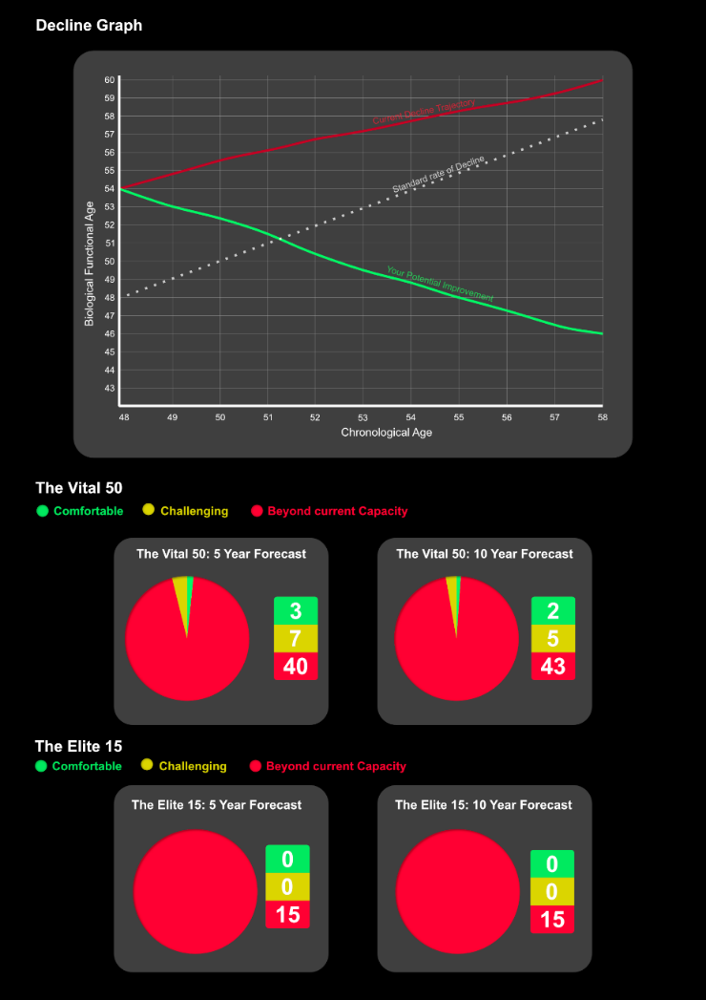 Decline Graph
60
59
58
57
56
55
54
53
52
51
50
49
48
47
46
45
44
43
Biological Functional Age
Current Decline Trajectory
Standard rate of Decline
Your Potential Improvement
48 49 50 51 52 53 54 55 56 57 58
Chronological Age
The Vital 50
Comfortable Challenging Beyond current Capacity
The Vital 50: 5 Year Forecast
3
7
40
The Vital 50: 10 Year Forecast
2
5
43
The Elite 15
Comfortable Challenging Beyond current Capacity
The Elite 15: 5 Year Forecast
0
0
15
The Elite 15: 10 Year Forecast
0
0
15